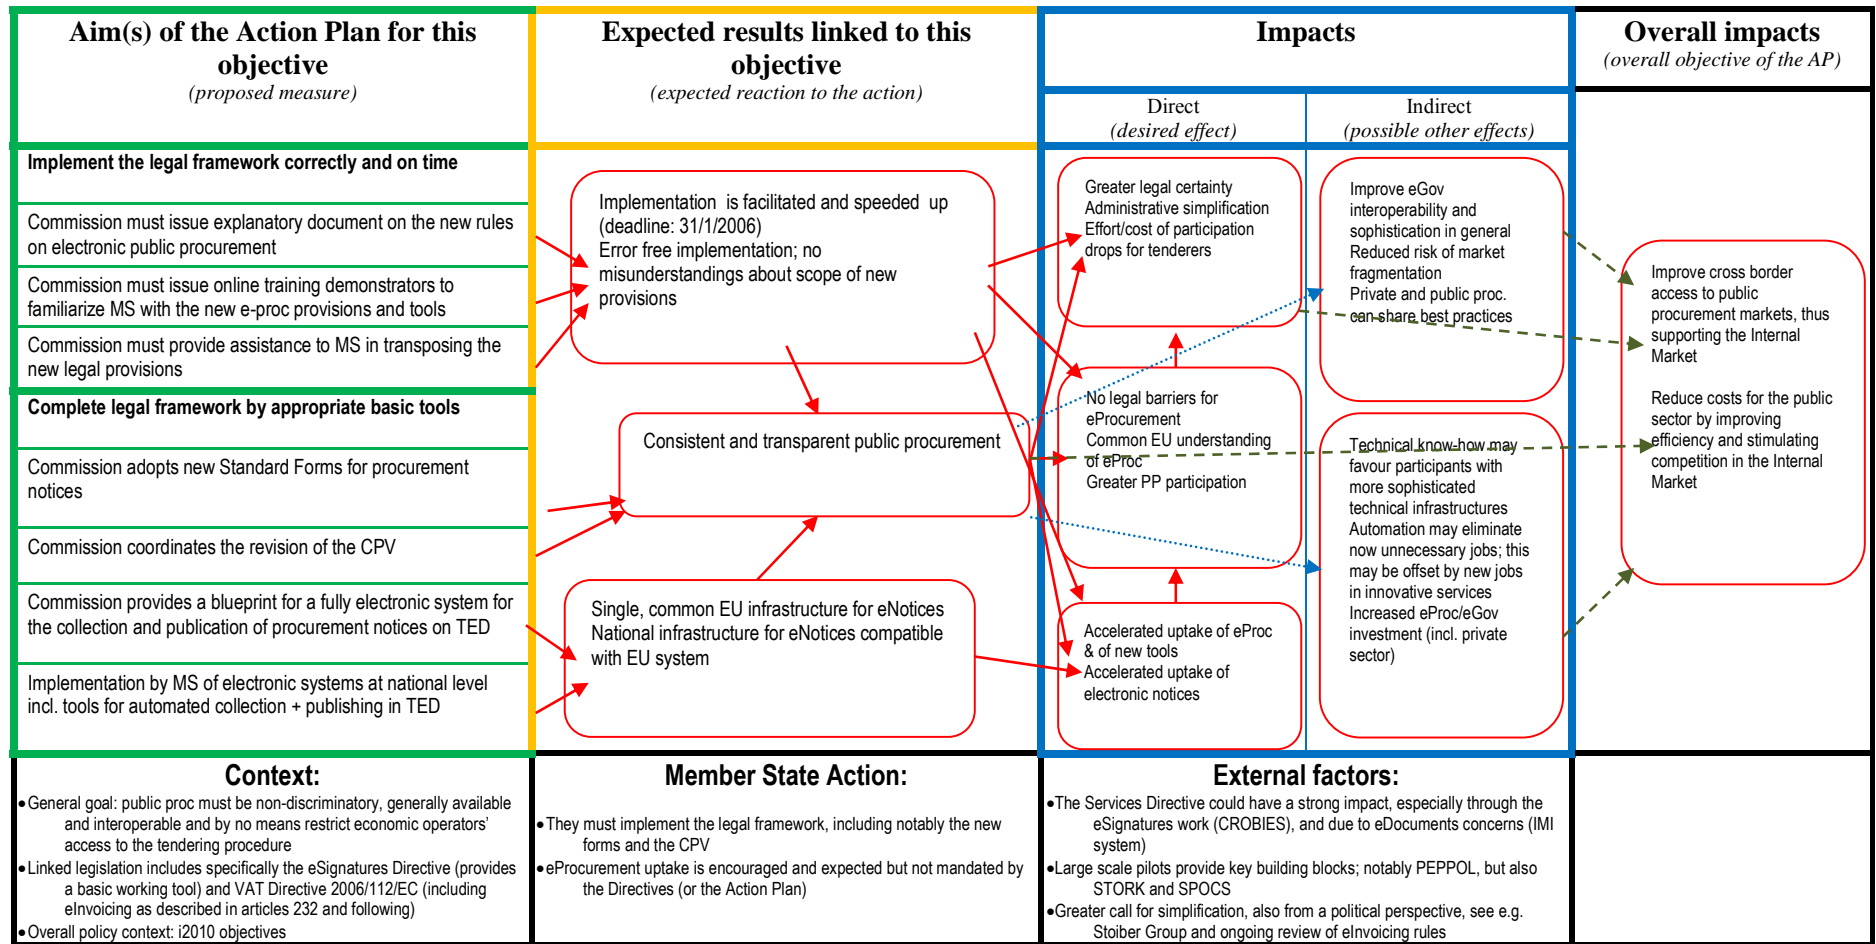 Aim(s) of the Action Plan for this
objective
(proposed measure)
Expected results linked to this
objective
(expected reaction to the action)
Impacts
Overall impacts
(overall objective of the AP)
Direct
(desired effect)
Indirect
(possible other effects)
Implement the legal framework correctly and on time
Commission must issue explanatory document on the new rules
on electronic public procurement
Commission must issue online training demonstrators to
familiarize MS with the new e-proc provisions and tools
Commission must provide assistance to MS in transposing the
new legal provisions
Complete legal framework by appropriate basic tools
Commission adopts new Standard Forms for procurement
notices
Commission coordinates the revision of the CPV
Commission provides a blueprint for a fully electronic system for
the collection and publication of procurement notices on TED
Implementation by MS of electronic systems at national level
incl. tools for automated collection + publishing in TED
Implementation is facilitated and speeded up
(deadline: 31/1/2006)
Error free implementation; no
misunderstandings about scope of new
provisions
Consistent and transparent public procurement
Single, common EU infrastructure for eNotices
National infrastructure for eNotices compatible
with EU system
Greater legal certainty
Administrative simplification
Effort/cost of participation
drops for tenderers
No legal barriers for
eProcurement
Common EU understanding
of eProc
Greater PP participation
Accelerated uptake of eProc
& of new tools
Accelerated uptake of
electronic notices
Improve eGov
interoperability and
sophistication in general
Reduced risk of market
fragmentation
Private and public proc.
can share best practices
Technical know-how may
favour participants with
more sophisticated
technical infrastructures
Automation may eliminate
now unnecessary jobs; this
may be offset by new jobs
in innovative services
Increased eProc/eGov
investment (incl. private
sector)
Improve cross border
access to public
procurement markets, thus
supporting the Internal
Market
Reduce costs for the public
sector by improving
efficiency and stimulating
competition in the Internal
Market
Context:
•General goal: public proc must be non-discriminatory, generally available
and interoperable and by no means restrict economic operators'
access to the tendering procedure
•Linked legislation includes specifically the eSignatures Directive (provides
a basic working tool) and VAT Directive 2006/112/EC (including
eInvoicing as described in articles 232 and following)
•Overall policy context: i2010 objectives
Member State Action:
•They must implement the legal framework, including notably the new
forms and the CPV
•eProcurement uptake is encouraged and expected but not mandated by
the Directives (or the Action Plan)
External factors:
•The Services Directive could have a strong impact, especially through the
eSignatures work (CROBIES), and due to eDocuments concerns (IMI
system)
•Large scale pilots provide key building blocks; notably PEPPOL, but also
STORK and SPOCS
•Greater call for simplification, also from a political perspective, see e.g.
Stoiber Group and ongoing review of eInvoicing rules